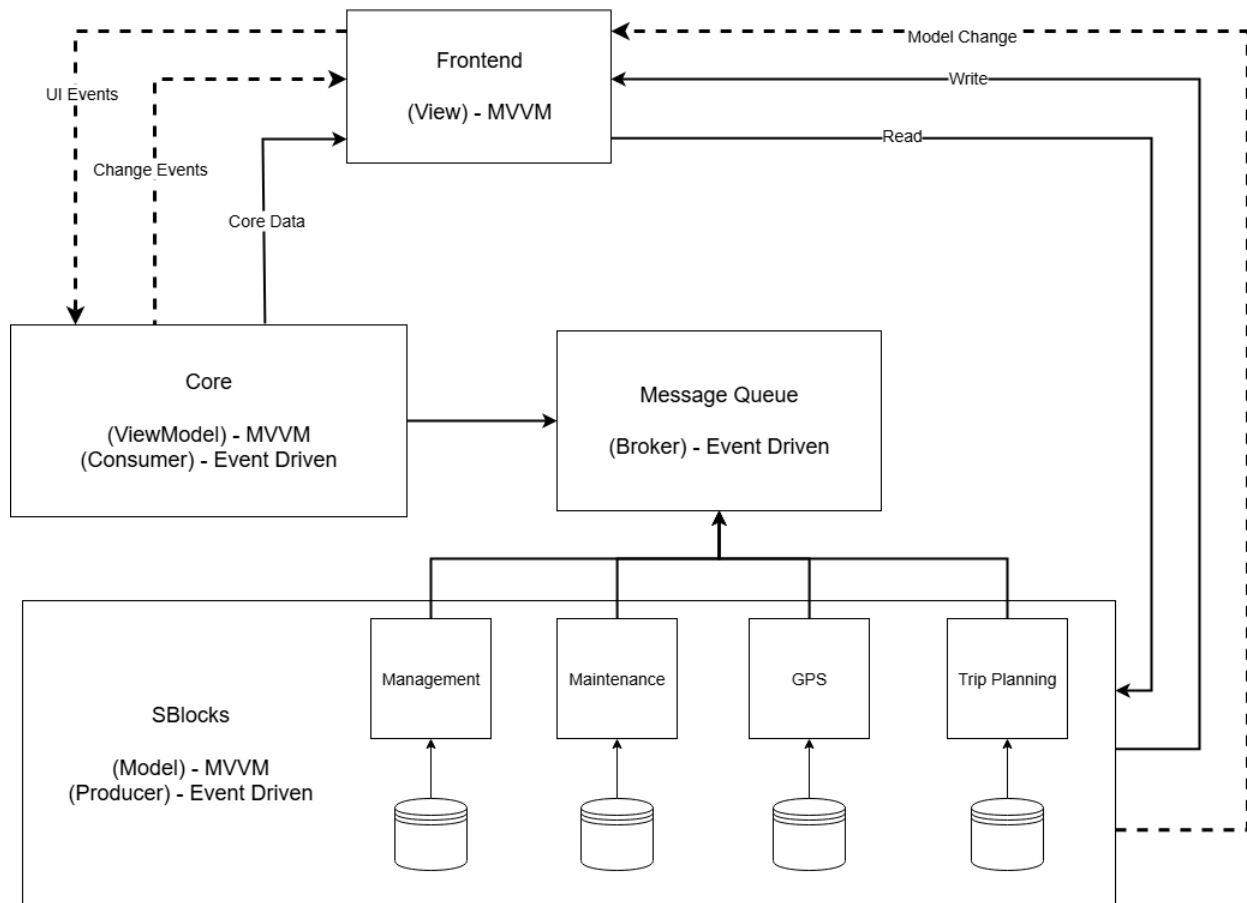 Frontend
(View) - MVVM
Model Change
Write
Read
UI Events
Change Events
Core Data
Core
(ViewModel) - MVVM
(Consumer) - Event Driven
Message Queue
(Broker) - Event Driven
SBlocks
(Model) - MVVM
(Producer) - Event Driven
Management
Maintenance
GPS
Trip Planning